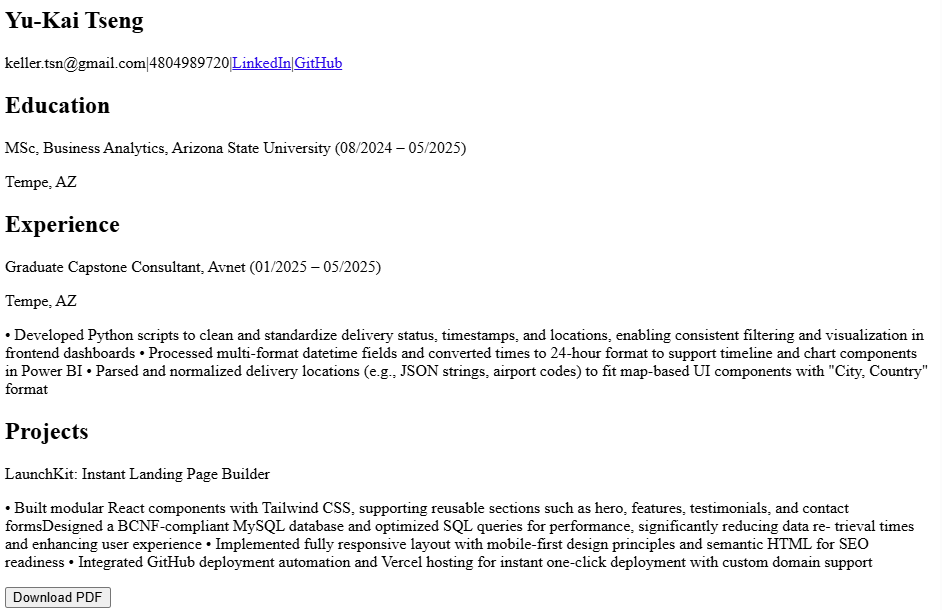 Yu-Kai Tseng
keller.tsn@gmail.com|4804989720|LinkedIn|GitHub
Education
MSc, Business Analytics, Arizona State University (08/2024 – 05/2025)
Tempe, AZ
Experience
Graduate Capstone Consultant, Avnet (01/2025 – 05/2025)
Tempe, AZ
• Developed Python scripts to clean and standardize delivery status, timestamps, and locations, enabling consistent filtering and visualization in
frontend dashboards • Processed multi-format datetime fields and converted times to 24-hour format to support timeline and chart components
in Power BI • Parsed and normalized delivery locations (e.g., JSON strings, airport codes) to fit map-based UI components with "City, Country"
format
Projects
LaunchKit: Instant Landing Page Builder
• Built modular React components with Tailwind CSS, supporting reusable sections such as hero, features, testimonials, and contact
formsDesigned a BCNF-compliant MySQL database and optimized SQL queries for performance, significantly reducing data re- trieval times
and enhancing user experience • Implemented fully responsive layout with mobile-first design principles and semantic HTML for SEO
readiness • Integrated GitHub deployment automation and Vercel hosting for instant one-click deployment with custom domain support
Download PDF